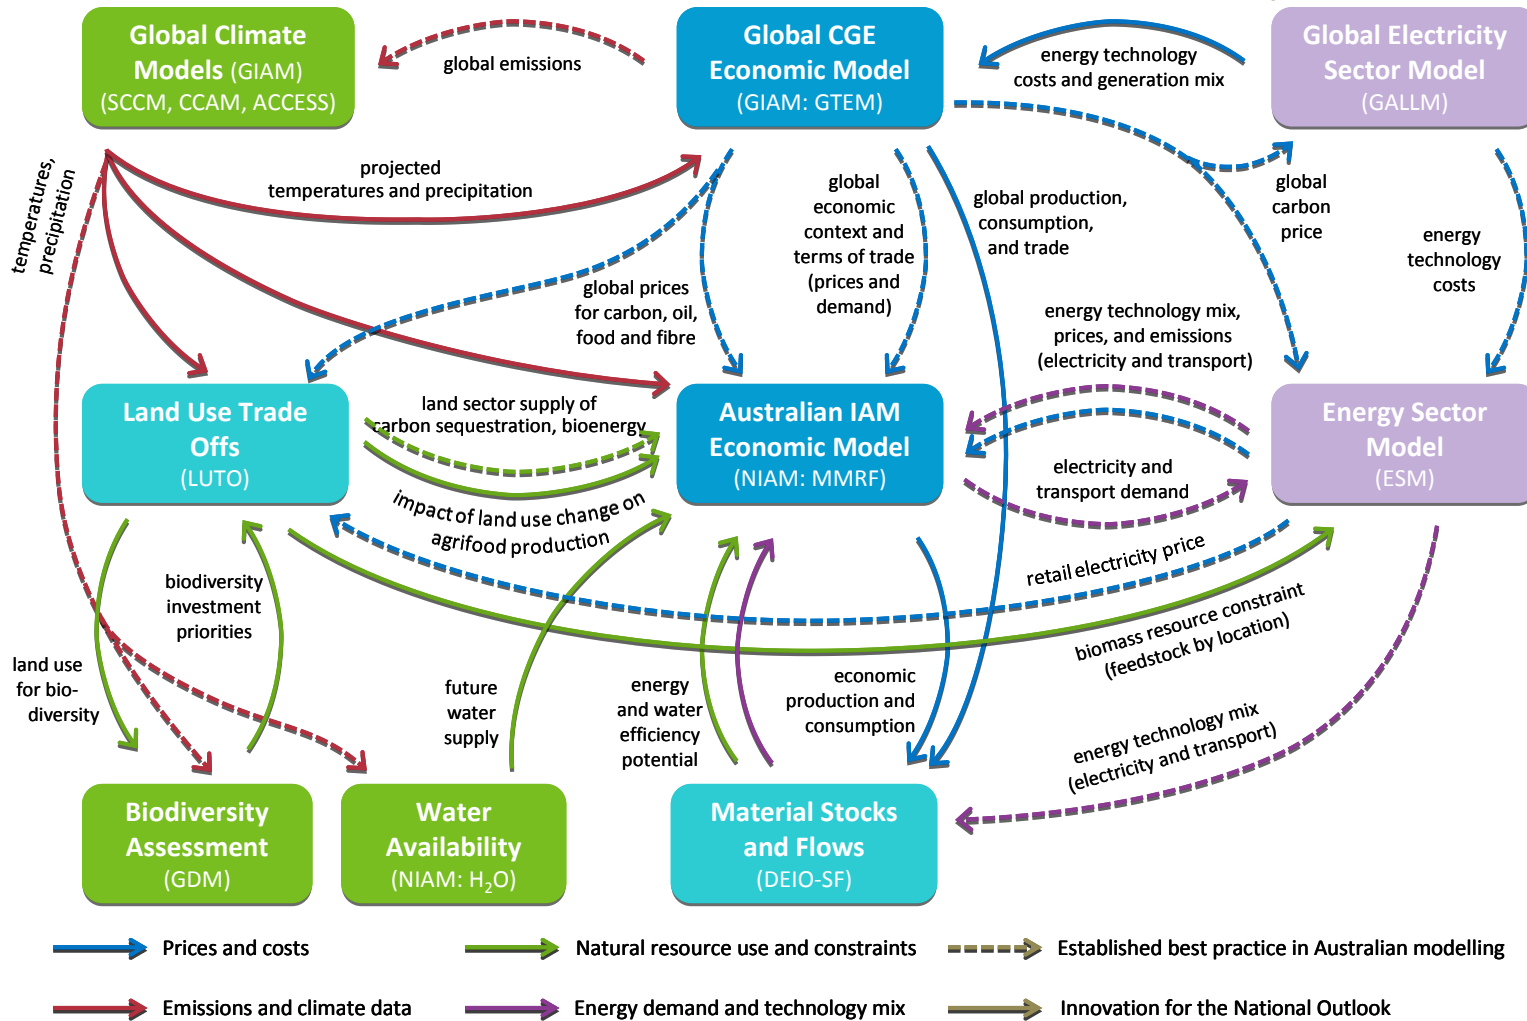 Global Climate
Models (GIAM)
(SCCM, CCAM, ACCESS)
global emissions
Global CGE
Economic Model
(GIAM: GTEM)
energy technology
costs and generation mix
Global Electricity
Sector Model
(GALLM)
temperatures,
precipitation
projected
temperatures and precipitation
global prices
for carbon, oil,
food and fibre
global
economic
context and
terms of trade
(prices and
demand)
global production,
consumption,
and trade
global
carbon
price
energy
technology
costs
energy technology mix,
prices, and emissions
(electricity and transport)
Land Use Trade
Offs
(LUTO)
land sector supply of
carbon sequestration, bioenergy
impact of land use change on
agrifood production
Australian IAM
Economic Model
(NIAM: MMRF)
electricity and
transport demand
Energy Sector
Model
(ESM)
retail electricity price
biomass resource constraint
(feedstock by location)
land use
for bio-
diversity
biodiversity
investment
priorities
future
water
supply
energy
and water
efficiency
potential
economic
production and
consumption
energy technology mix
(electricity and transport)
Biodiversity
Assessment
(GDM)
Water
Availability
(NIAM: H₂O)
Material Stocks
and Flows
(DEIO-SF)
Prices and costs
Natural resource use and constraints
Established best practice in Australian modelling
Emissions and climate data
Energy demand and technology mix
Innovation for the National Outlook